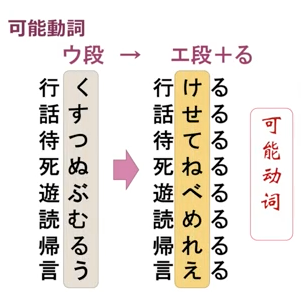 可能動詞
ウ段 → エ段＋る
行く 行ける
話す 話せる
待つ 待てる
死ぬ 死ねる
遊ぶ 遊べる
読む 読める
帰る 帰れる
言う 言える
可能动词